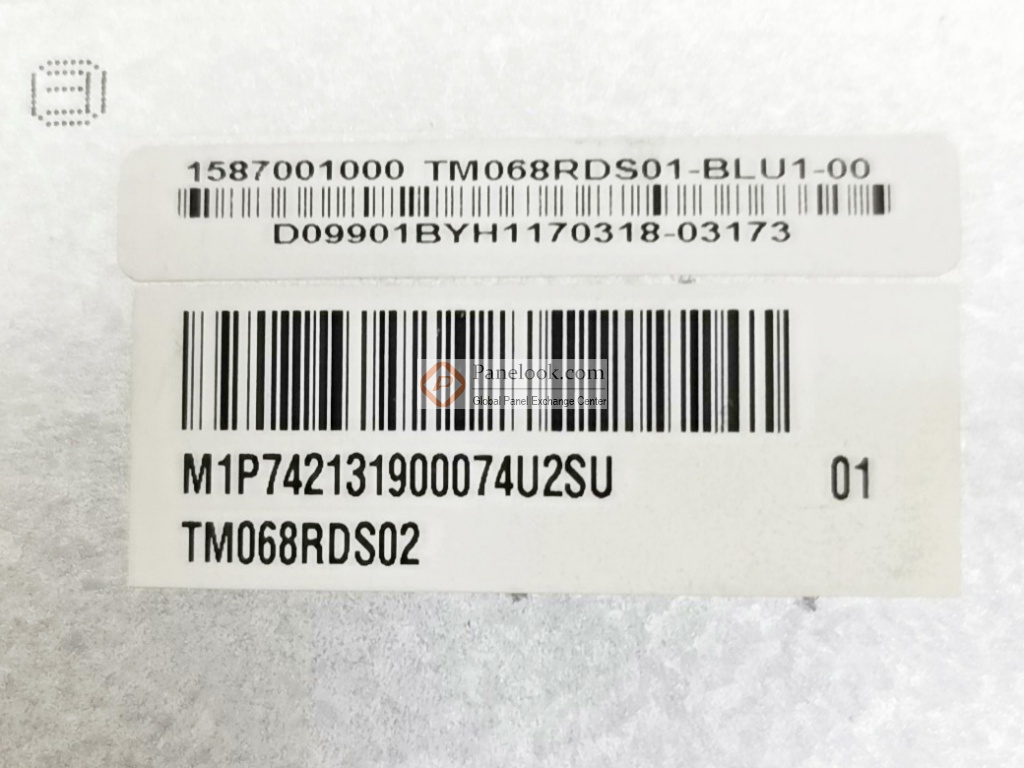 1587001000 TM068RDS01-BLU1-00
D09901BYH1170318-03173
Panelook.com
Global Panel Exchange Center
M1P742131900074U2SU 01
TM068RDS02